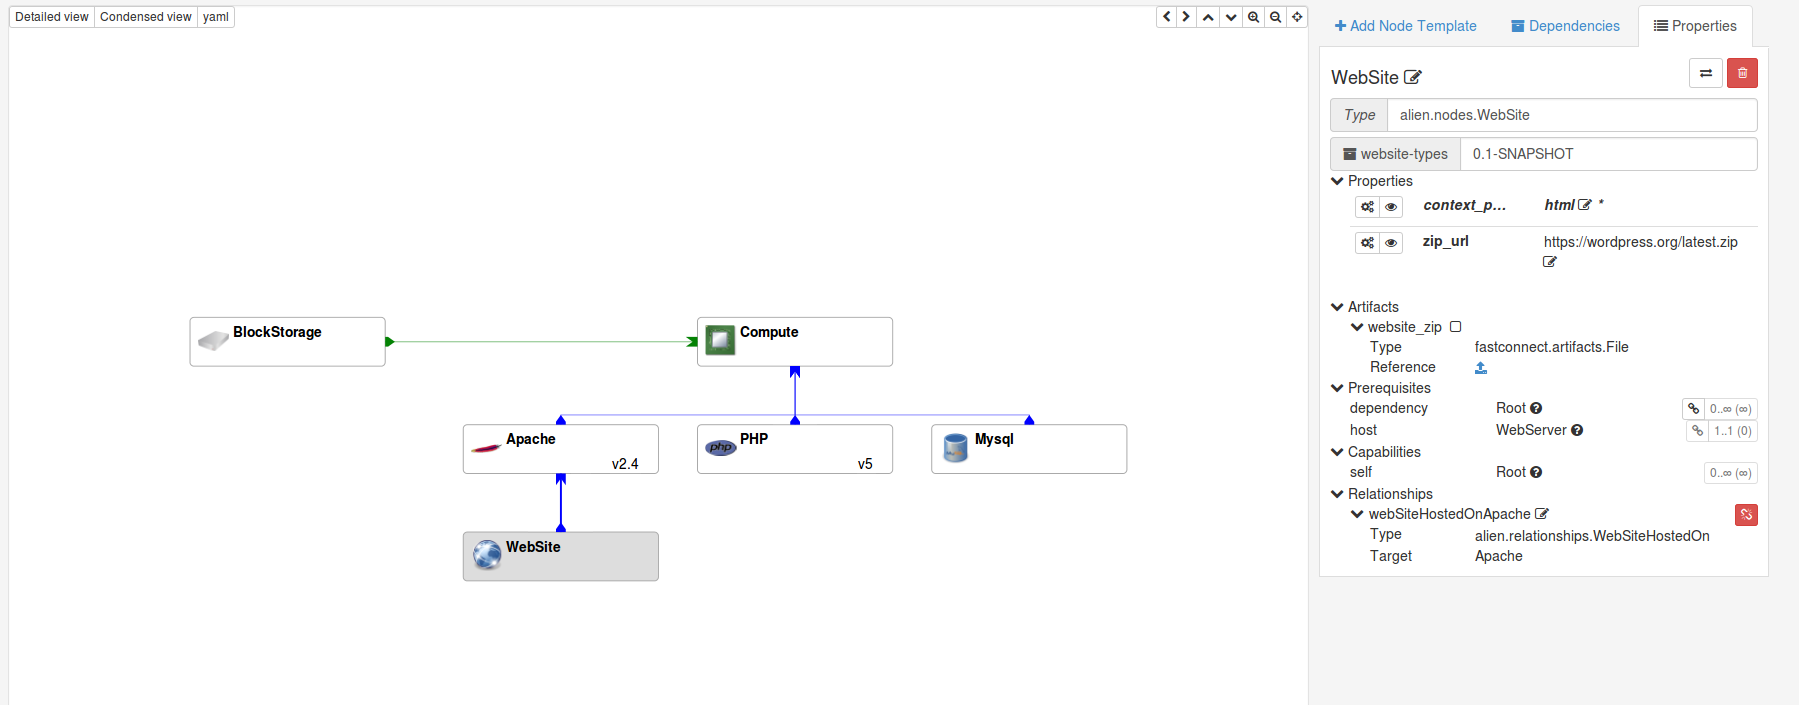 Detailed view Condensed view yaml
BlockStorage
Compute
Apache
v2.4
php
PHP
v5
Mysql
WebSite
Add Node Template Dependencies Properties
WebSite
Type alien.nodes.WebSite
website-types 0.1-SNAPSHOT
Properties
context_p... html *
zip_url https://wordpress.org/latest.zip
Artifacts
website_zip
Type fastconnect.artifacts.File
Reference
Prerequisites
dependency Root 0..∞ (∞)
host WebServer 1..1 (0)
Capabilities
self Root 0..∞ (∞)
Relationships
webSiteHostedOnApache
Type alien.relationships.WebSiteHostedOn
Target Apache